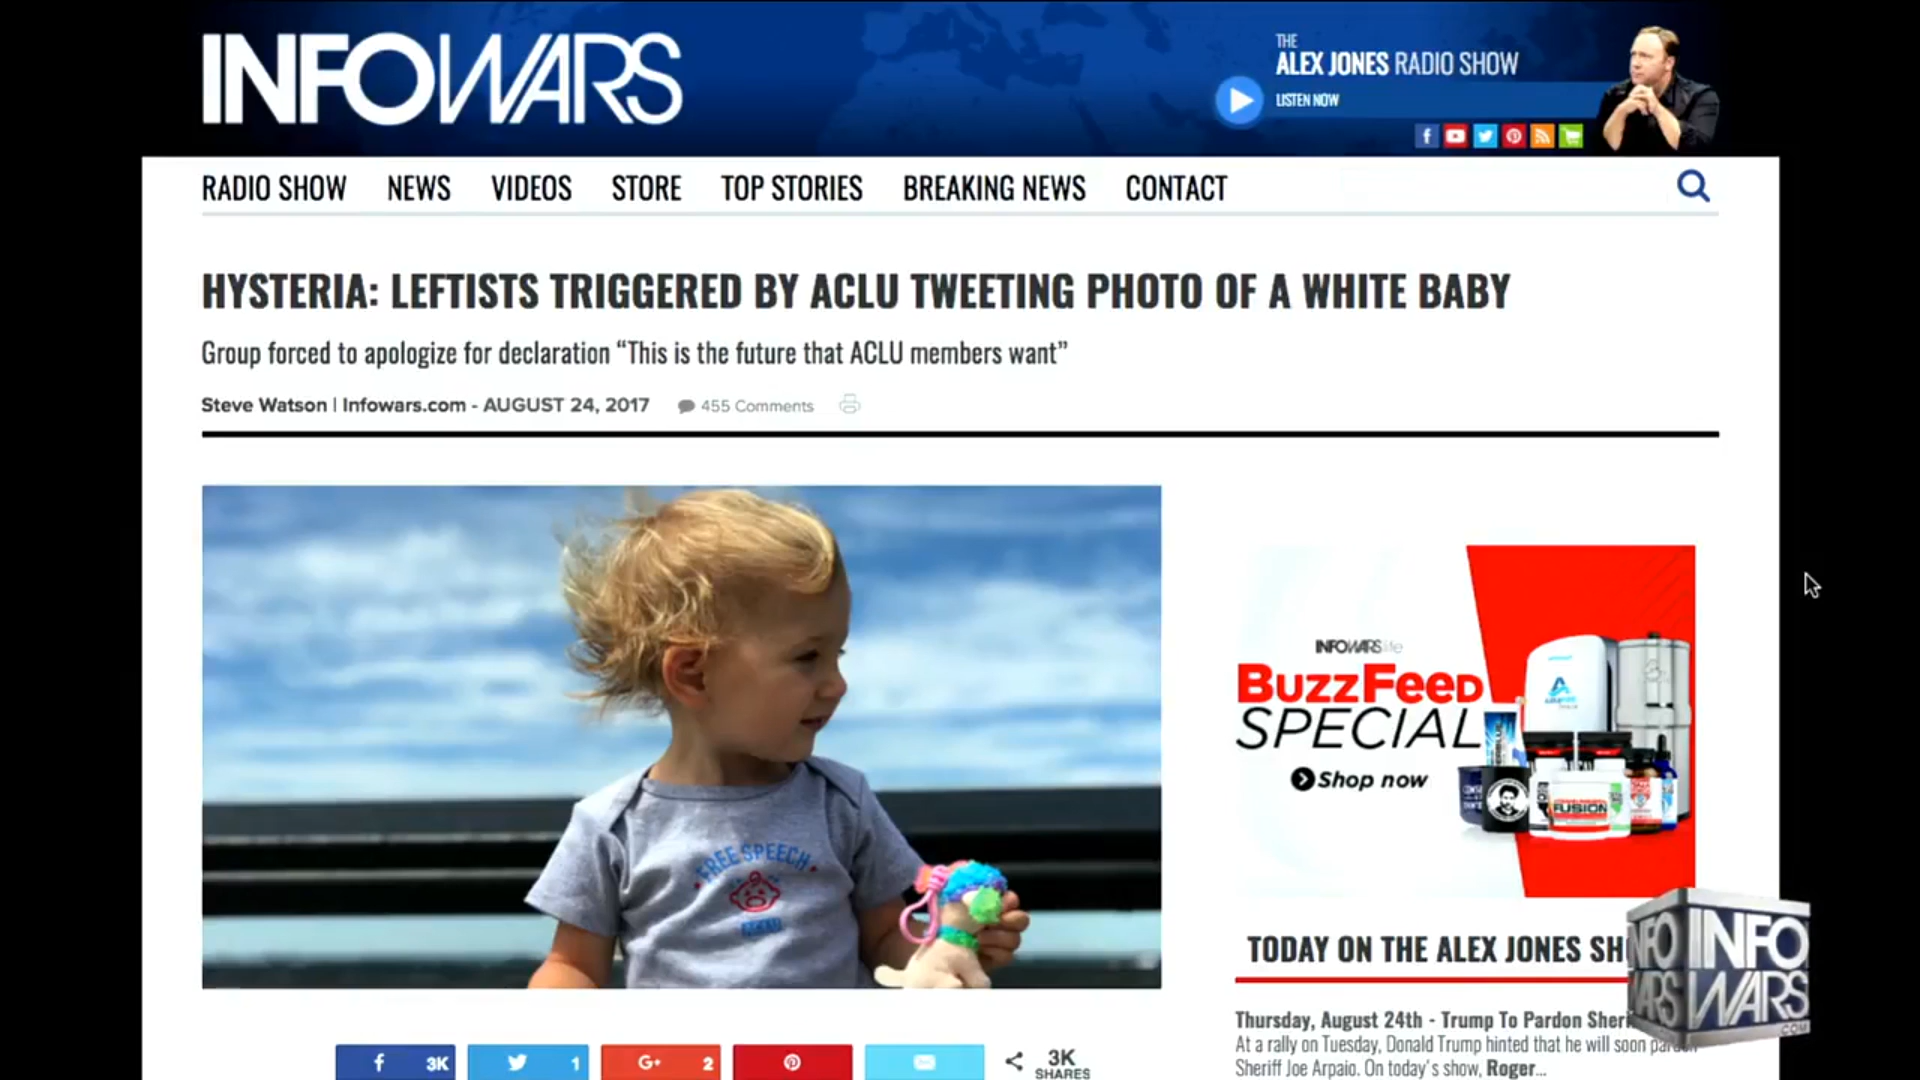 INFOWARS
THE
ALEX JONES RADIO SHOW
LISTEN NOW
RADIO SHOW NEWS VIDEOS STORE TOP STORIES BREAKING NEWS CONTACT
HYSTERIA: LEFTISTS TRIGGERED BY ACLU TWEETING PHOTO OF A WHITE BABY
Group forced to apologize for declaration “This is the future that ACLU members want”
Steve Watson | Infowars.com - AUGUST 24, 2017 455 Comments
FREE SPEECH
INFOWARS life
BUZZFEED
SPECIAL
Shop now
FUSION
TODAY ON THE ALEX JONES SH
INFO
WARS
.COM
Thursday, August 24th - Trump To Pardon Sheri
At a rally on Tuesday, Donald Trump hinted that he will soon pardon
Sheriff Joe Arpaio. On today's show, Roger...
f 3K
1
G+ 2
3K
SHARES